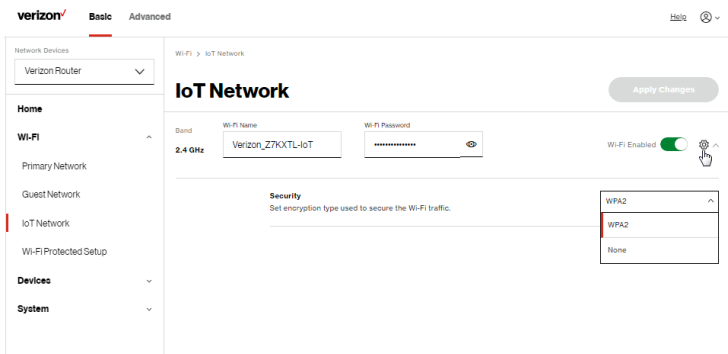 verizon✓ Basic Advanced Help
Network Devices
Verizon Router
Home
Wi-Fi
Primary Network
Guest Network
IoT Network
Wi-Fi Protected Setup
Devices
System
Wi-Fi > IoT Network
IoT Network
Apply Changes
Band
2.4 GHz
Wi-Fi Name
Verizon_Z7KXTL-IoT
Wi-Fi Password
•••••••••••••••
Wi-Fi Enabled
Security
Set encryption type used to secure the Wi-Fi traffic.
WPA2
WPA2
None